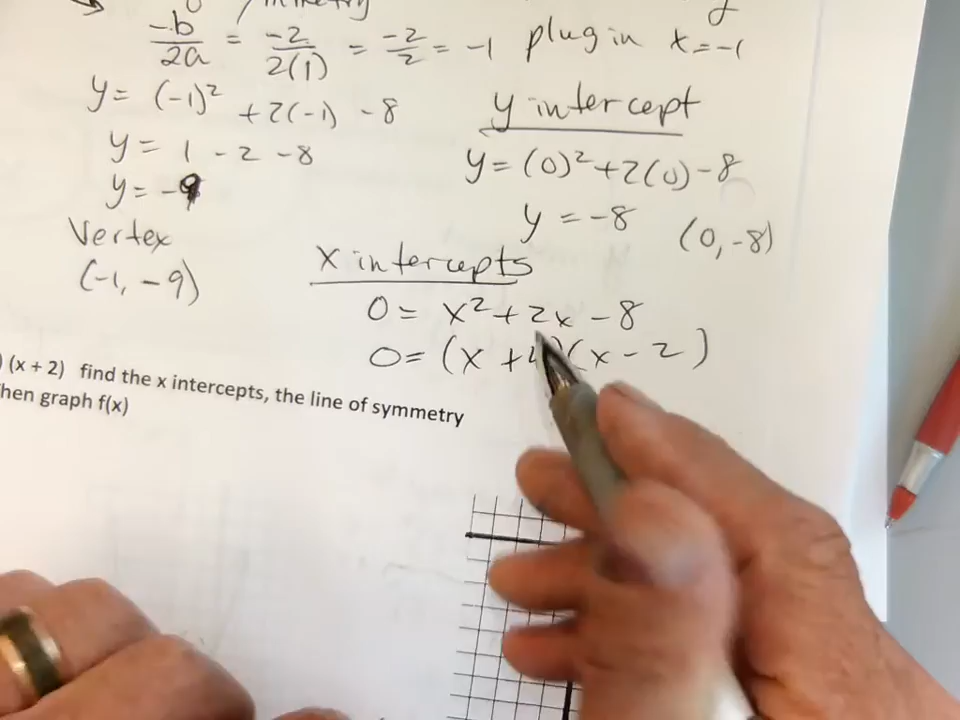 -b/2a = -2/2(1) = -2/2 = -1 plug in x = -1
y = (-1)² + 2(-1) - 8
y = 1 - 2 - 8
y = -9
Vertex
(-1, -9)
y intercept
y = (0)² + 2(0) - 8
y = -8 (0, -8)
x intercepts
0 = x² + 2x - 8
0 = (x + 4)(x - 2)
) (x + 2) find the x intercepts, the line of symmetry
hen graph f(x)